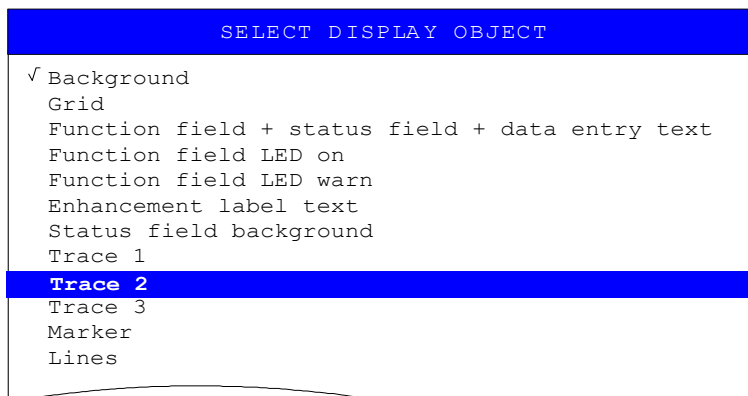 SELECT DISPLAY OBJECT
√ Background
Grid
Function field + status field + data entry text
Function field LED on
Function field LED warn
Enhancement label text
Status field background
Trace 1
Trace 2
Trace 3
Marker
Lines